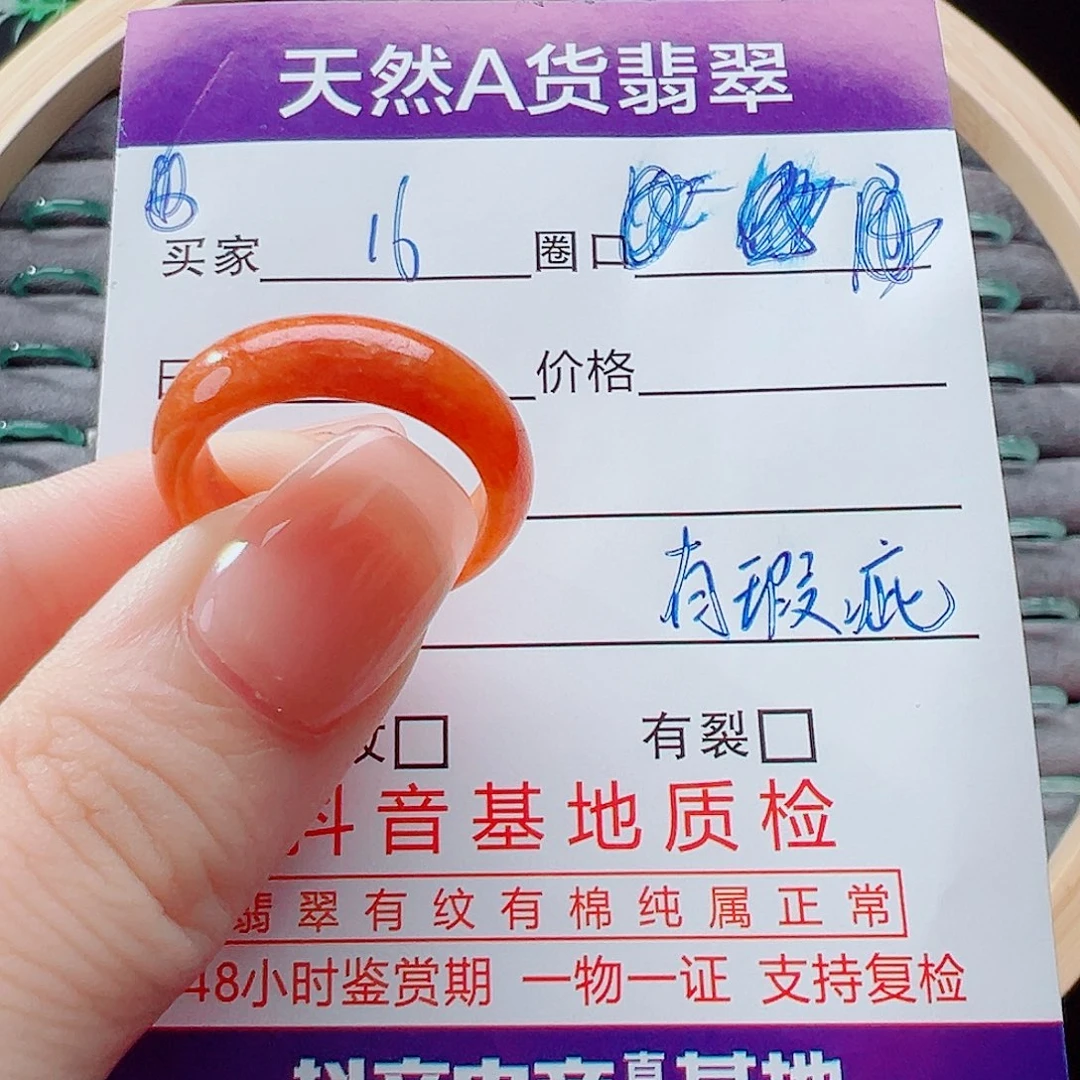 天然A货翡翠
买家 16 圈口
价格
有瑕疵
有裂
抖音基地质检
翡翠有纹有棉纯属正常
48小时鉴赏期 一物一证 支持复检